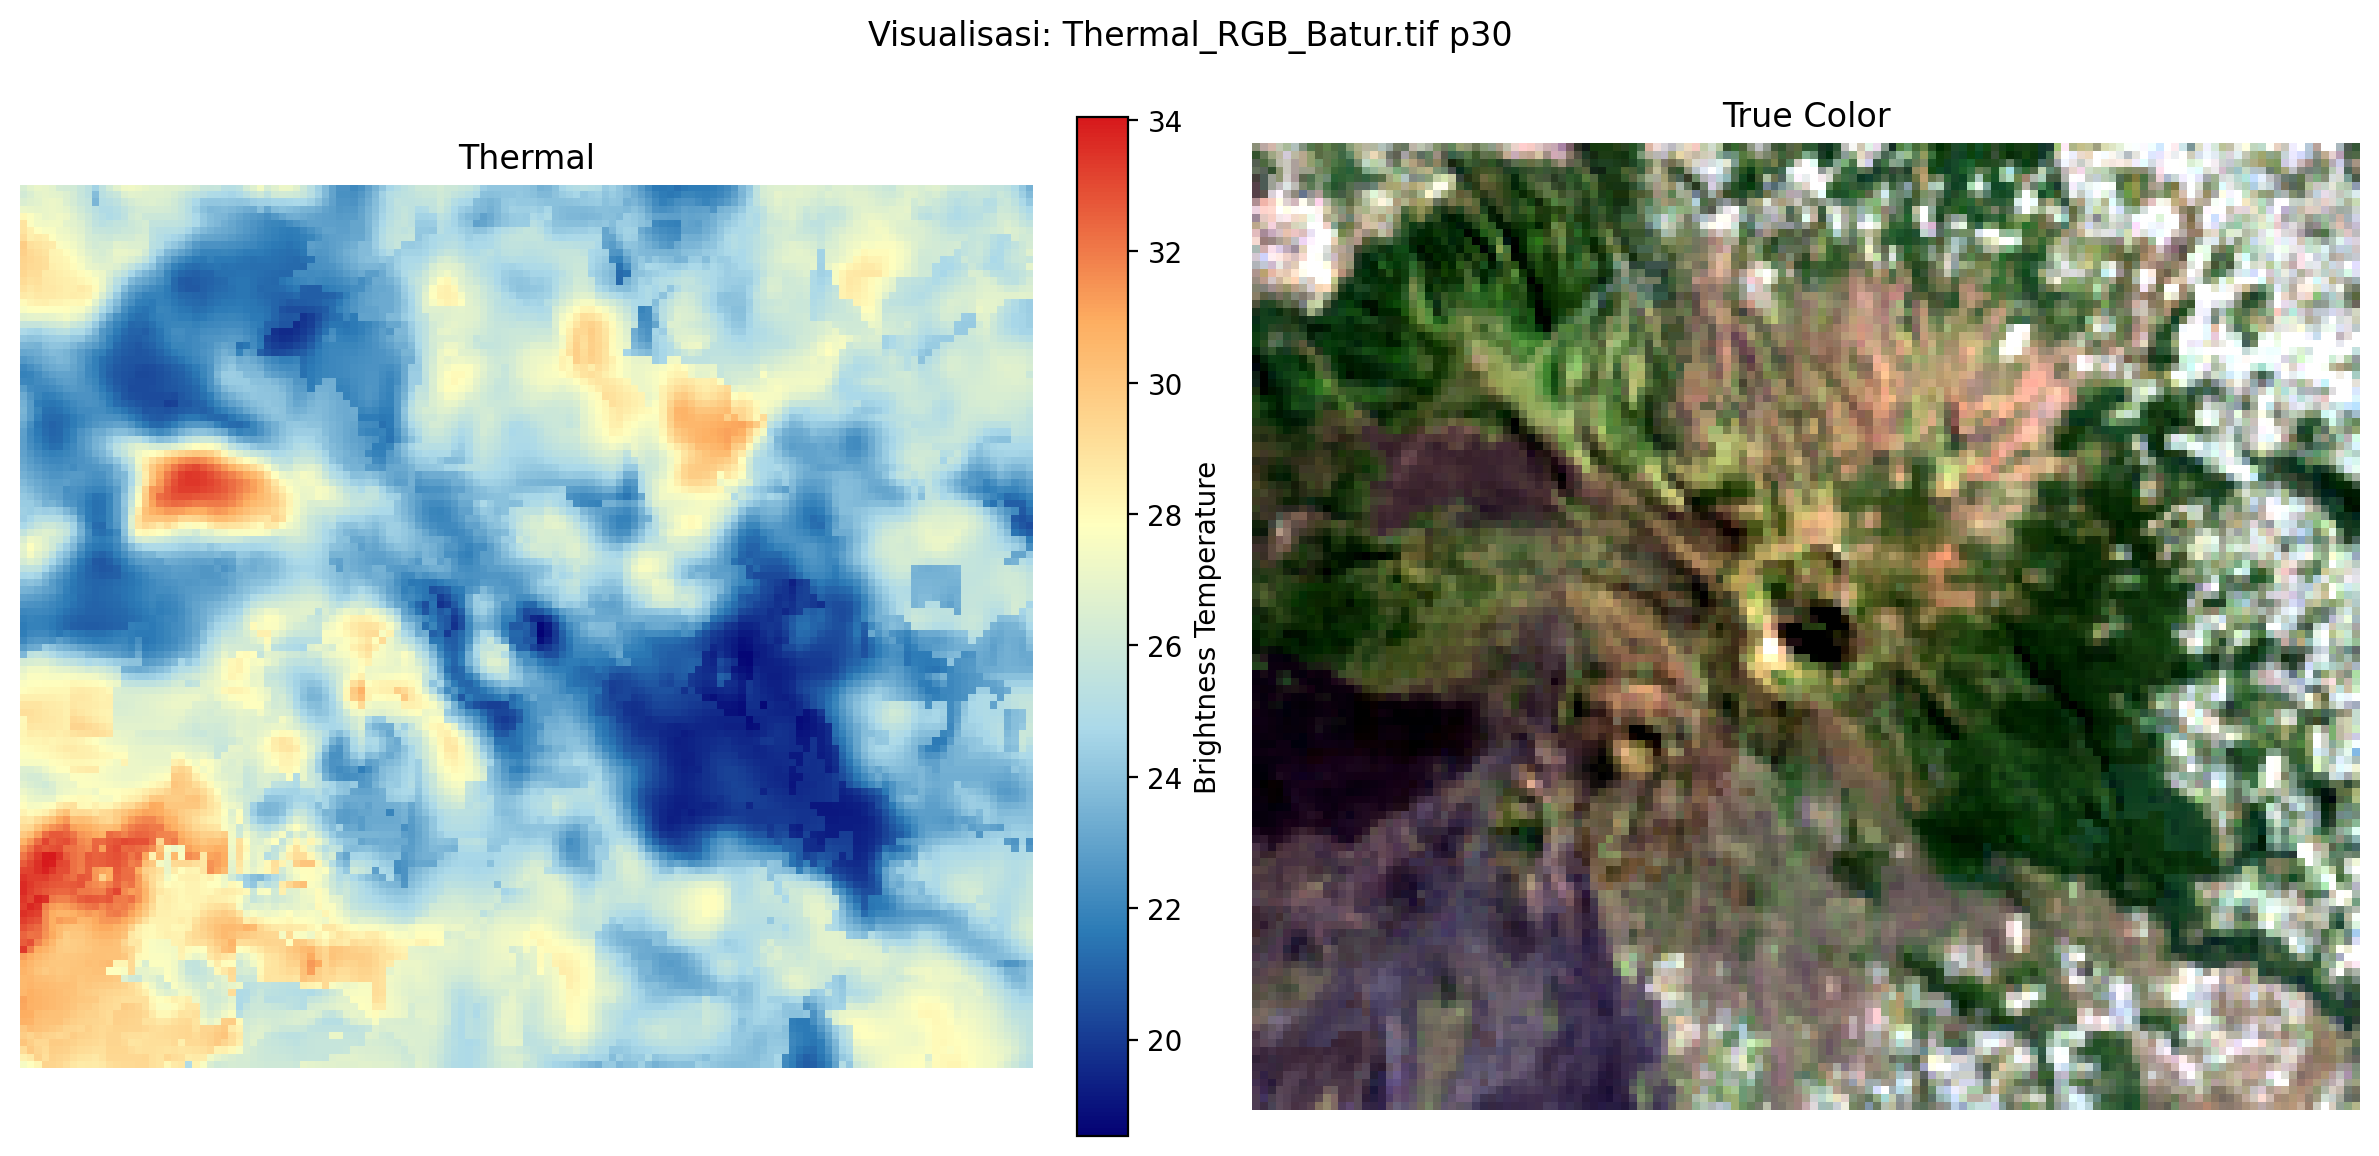 Visualisasi: Thermal_RGB_Batur.tif p30
Thermal
34
32
30
28
26
24
22
20
Brightness Temperature
True Color